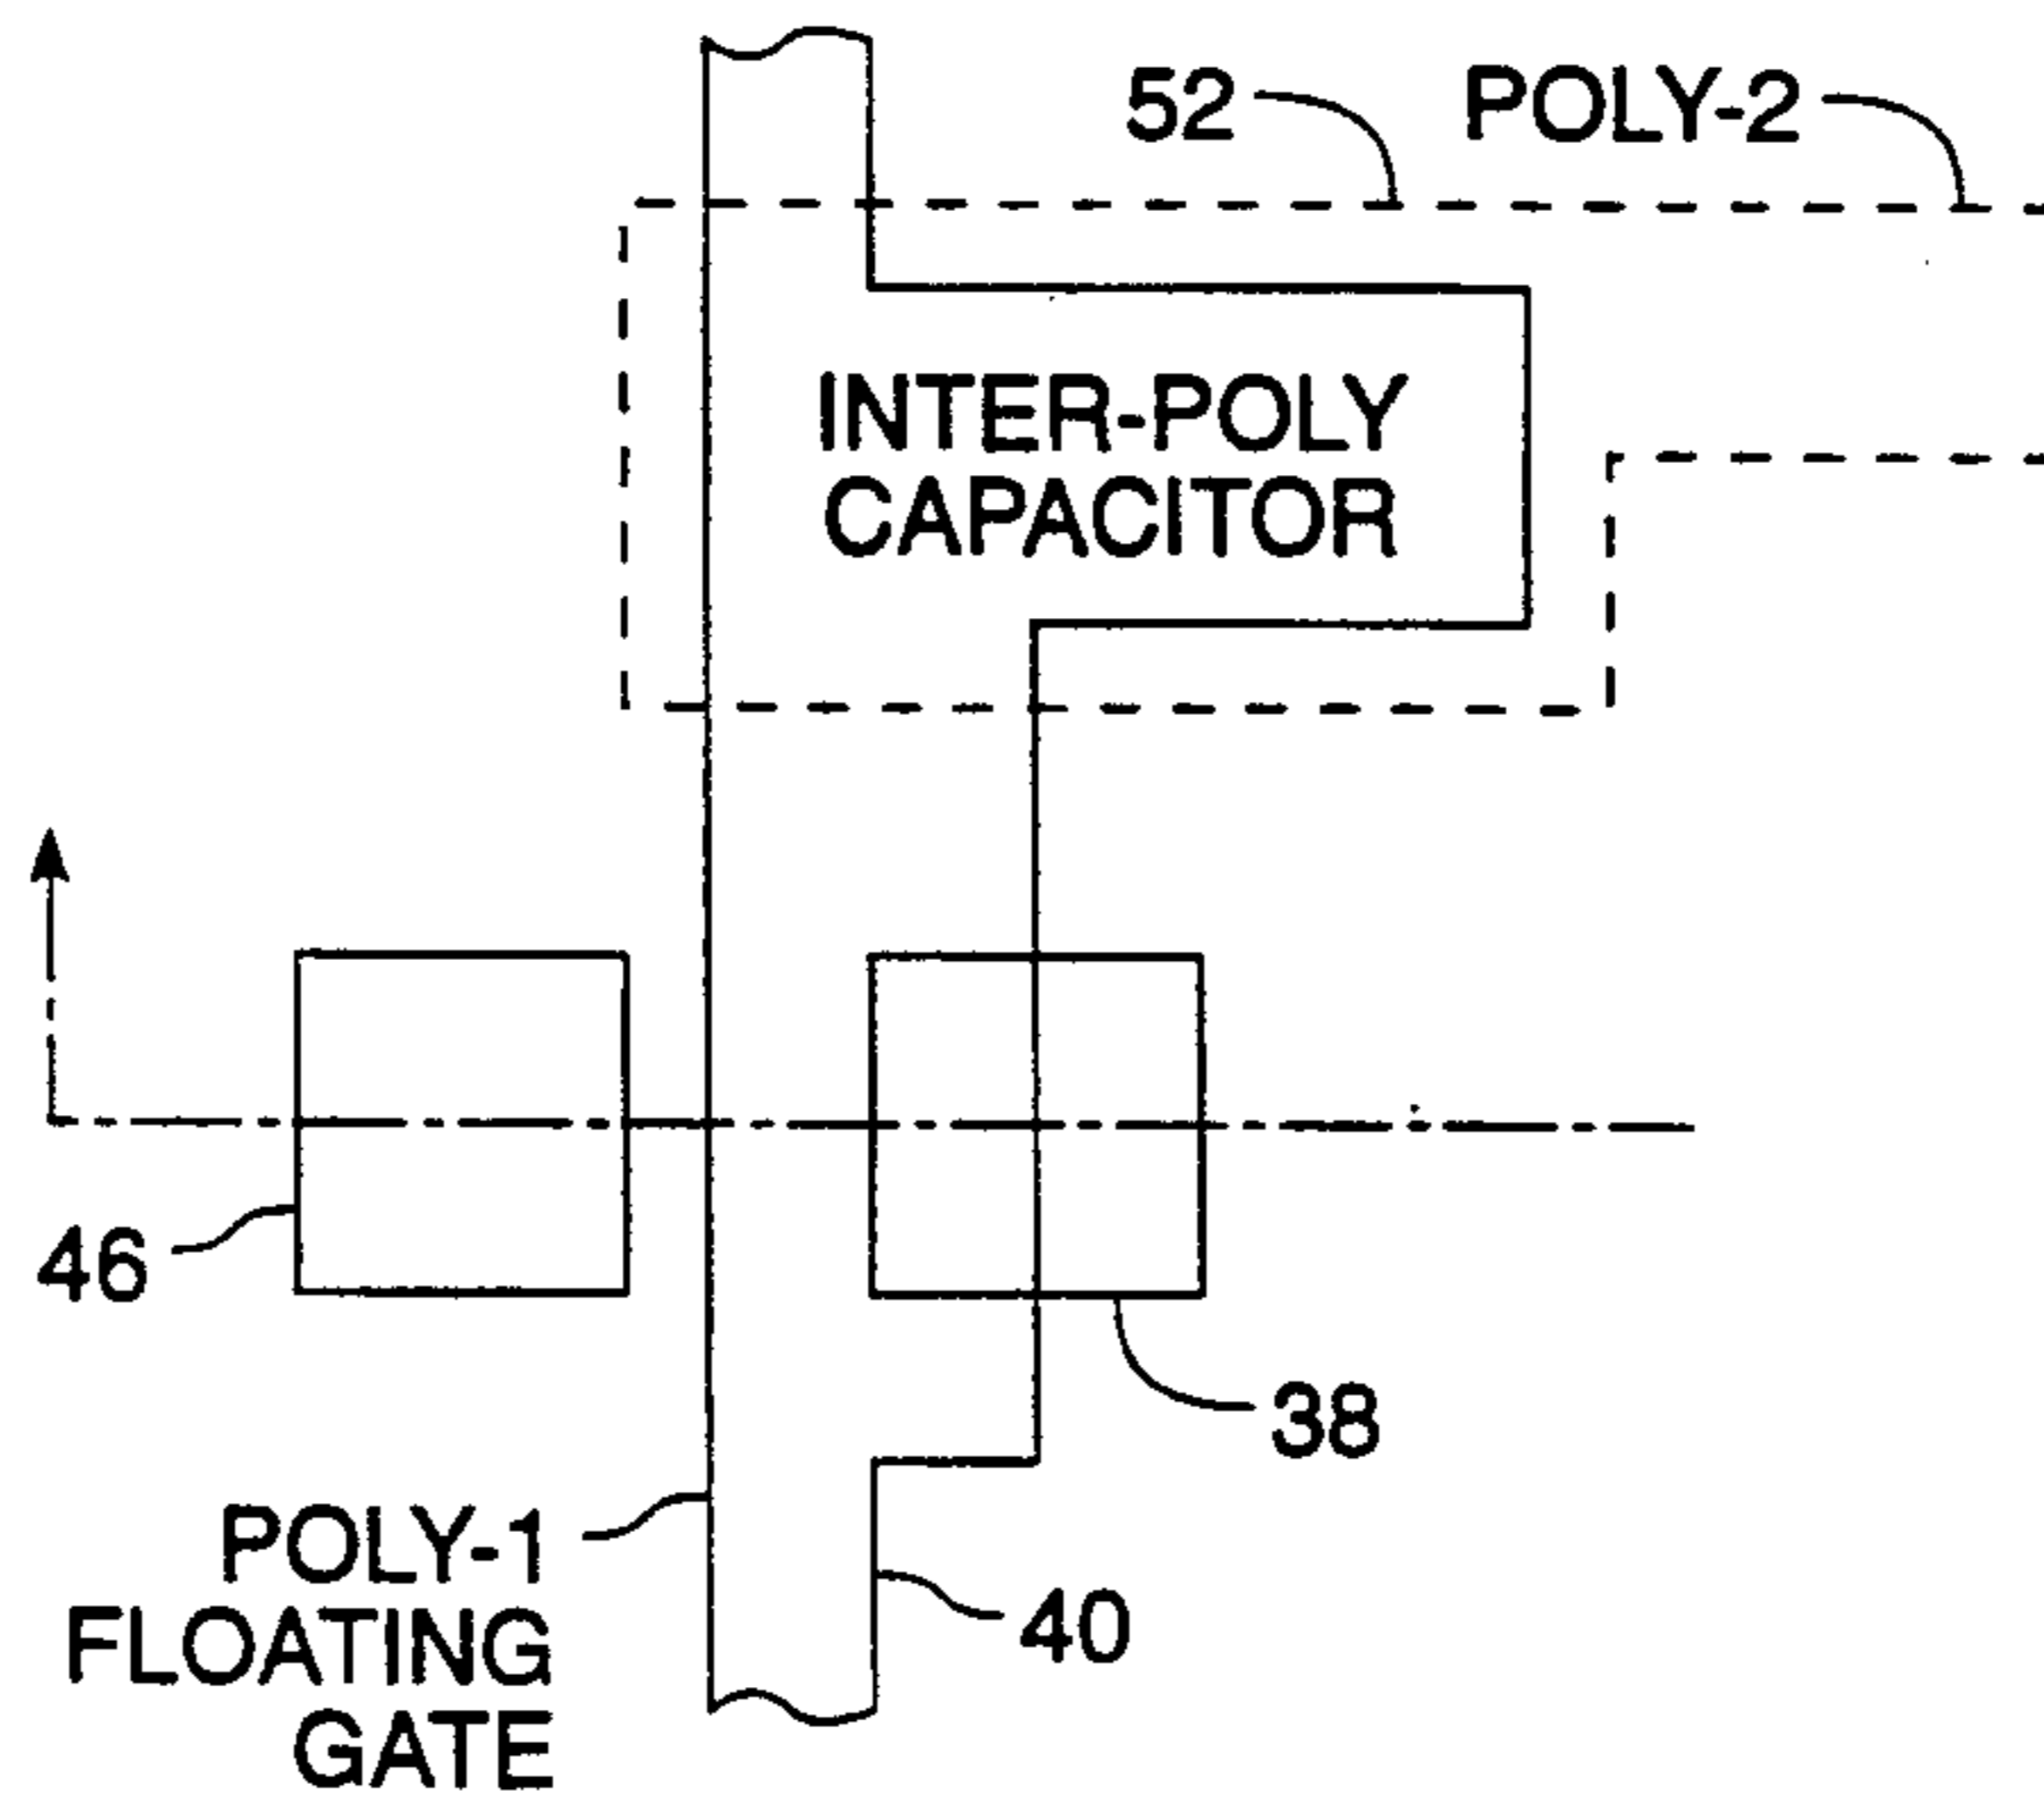 52
POLY-2
INTER-POLY
CAPACITOR
46
38
POLY-1
FLOATING
GATE
40